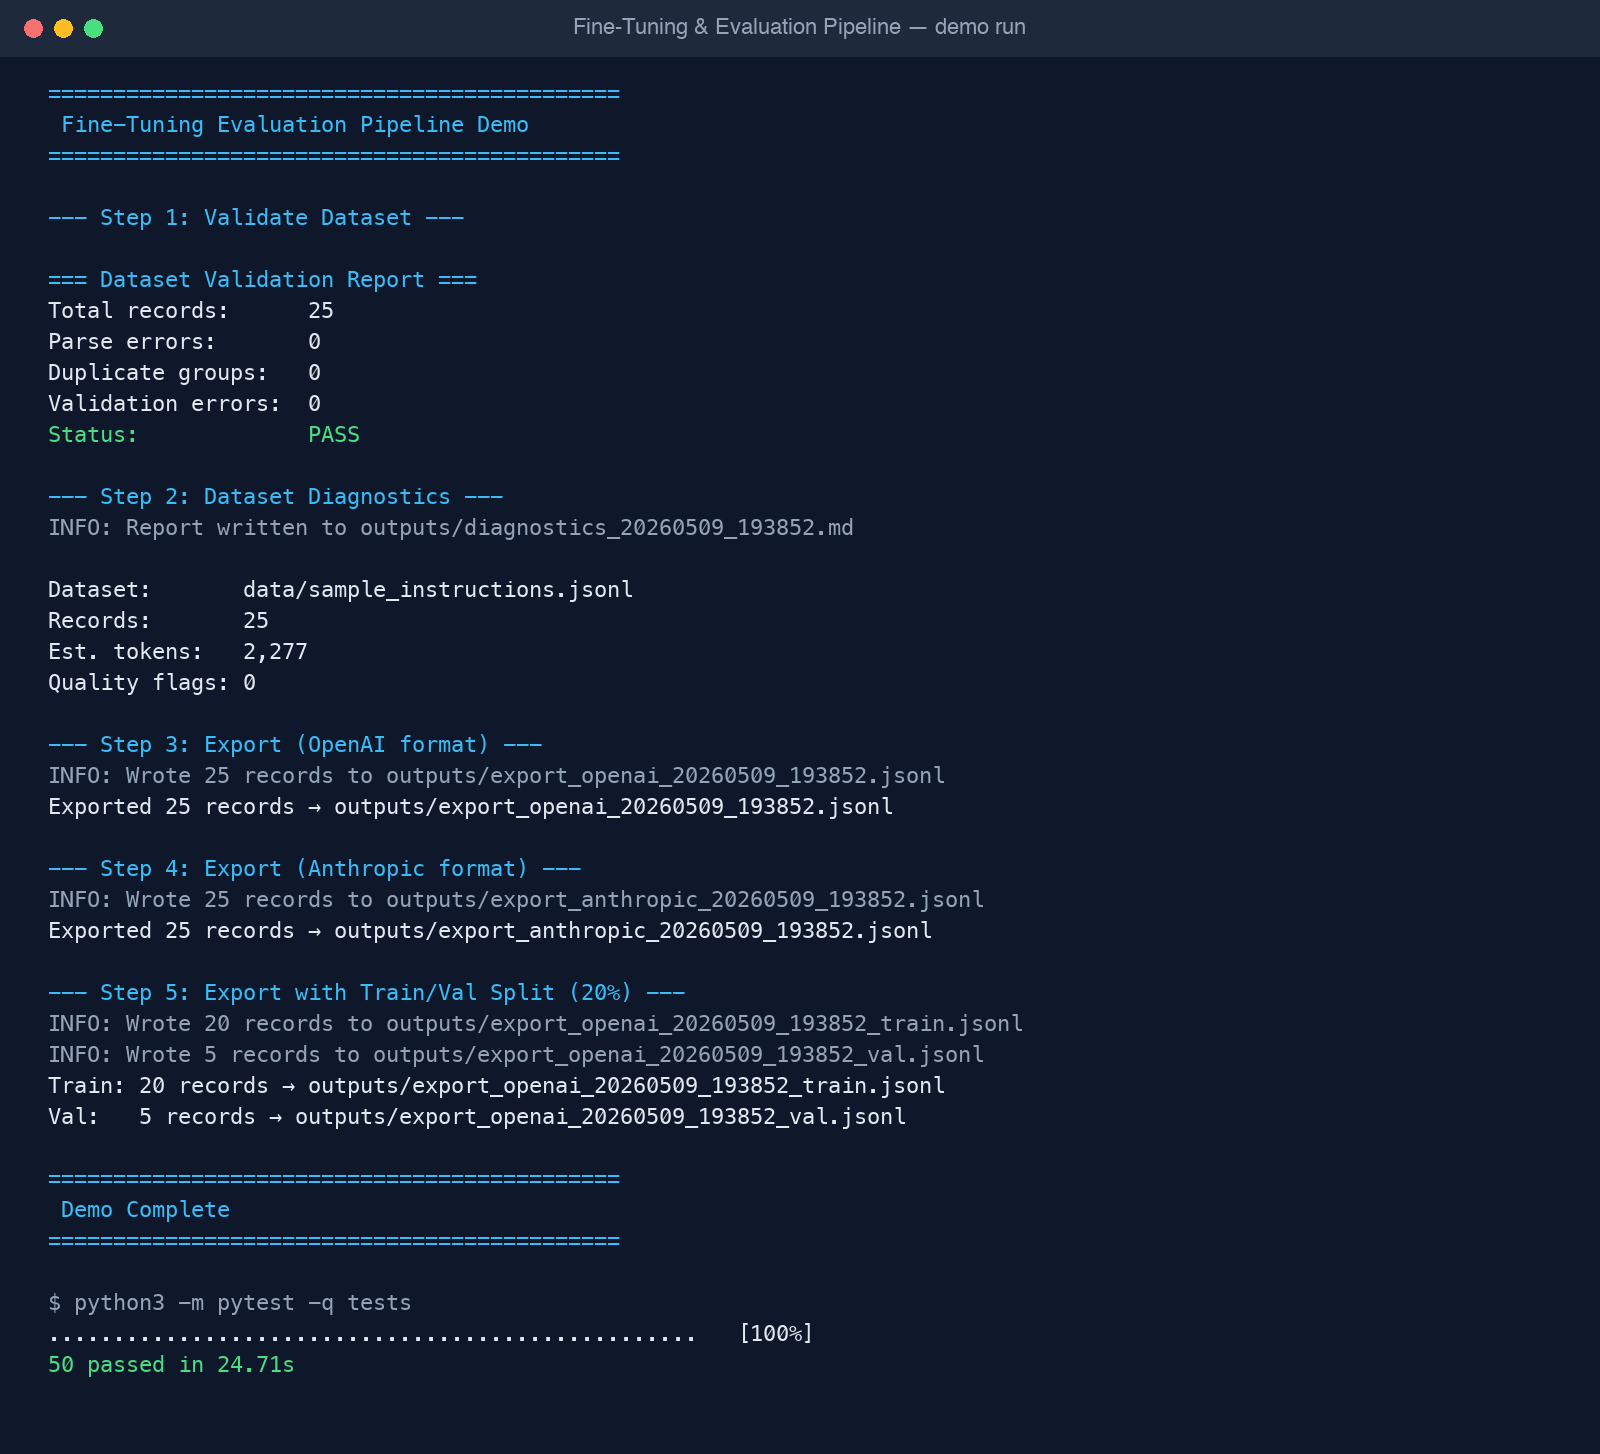 Fine-Tuning & Evaluation Pipeline — demo run
============================================
Fine-Tuning Evaluation Pipeline Demo
============================================
--- Step 1: Validate Dataset ---
=== Dataset Validation Report ===
Total records:      25
Parse errors:       0
Duplicate groups:   0
Validation errors:  0
Status:             PASS
--- Step 2: Dataset Diagnostics ---
INFO: Report written to outputs/diagnostics_20260509_193852.md
Dataset:       data/sample_instructions.jsonl
Records:       25
Est. tokens:   2,277
Quality flags: 0
--- Step 3: Export (OpenAI format) ---
INFO: Wrote 25 records to outputs/export_openai_20260509_193852.jsonl
Exported 25 records → outputs/export_openai_20260509_193852.jsonl
--- Step 4: Export (Anthropic format) ---
INFO: Wrote 25 records to outputs/export_anthropic_20260509_193852.jsonl
Exported 25 records → outputs/export_anthropic_20260509_193852.jsonl
--- Step 5: Export with Train/Val Split (20%) ---
INFO: Wrote 20 records to outputs/export_openai_20260509_193852_train.jsonl
INFO: Wrote 5 records to outputs/export_openai_20260509_193852_val.jsonl
Train: 20 records → outputs/export_openai_20260509_193852_train.jsonl
Val:   5 records → outputs/export_openai_20260509_193852_val.jsonl
============================================
Demo Complete
============================================
$ python3 -m pytest -q tests
..................................................   [100%]
50 passed in 24.71s